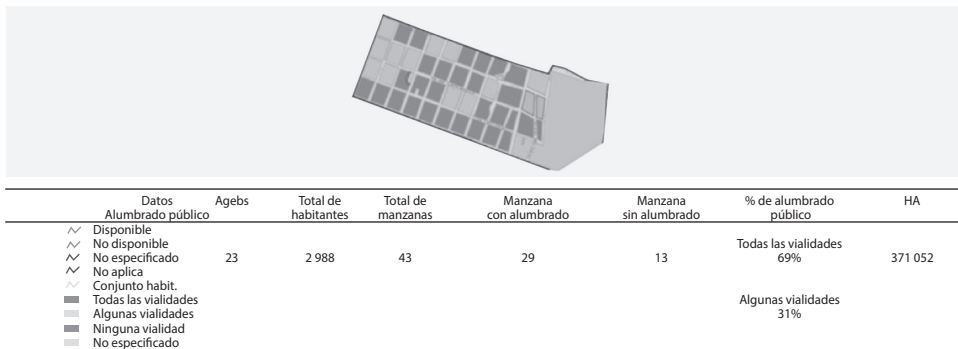 Datos Agebs Total de Total de Manzana Manzana % de alumbrado HA
Alumbrado público habitantes manzanas con alumbrado sin alumbrado público
Disponible
No disponible Todas las vialidades
No especificado 23 2 988 43 29 13 69% 371 052
No aplica
Conjunto habit.
Todas las vialidades Algunas vialidades
Algunas vialidades 31%
Ninguna vialidad
No especificado